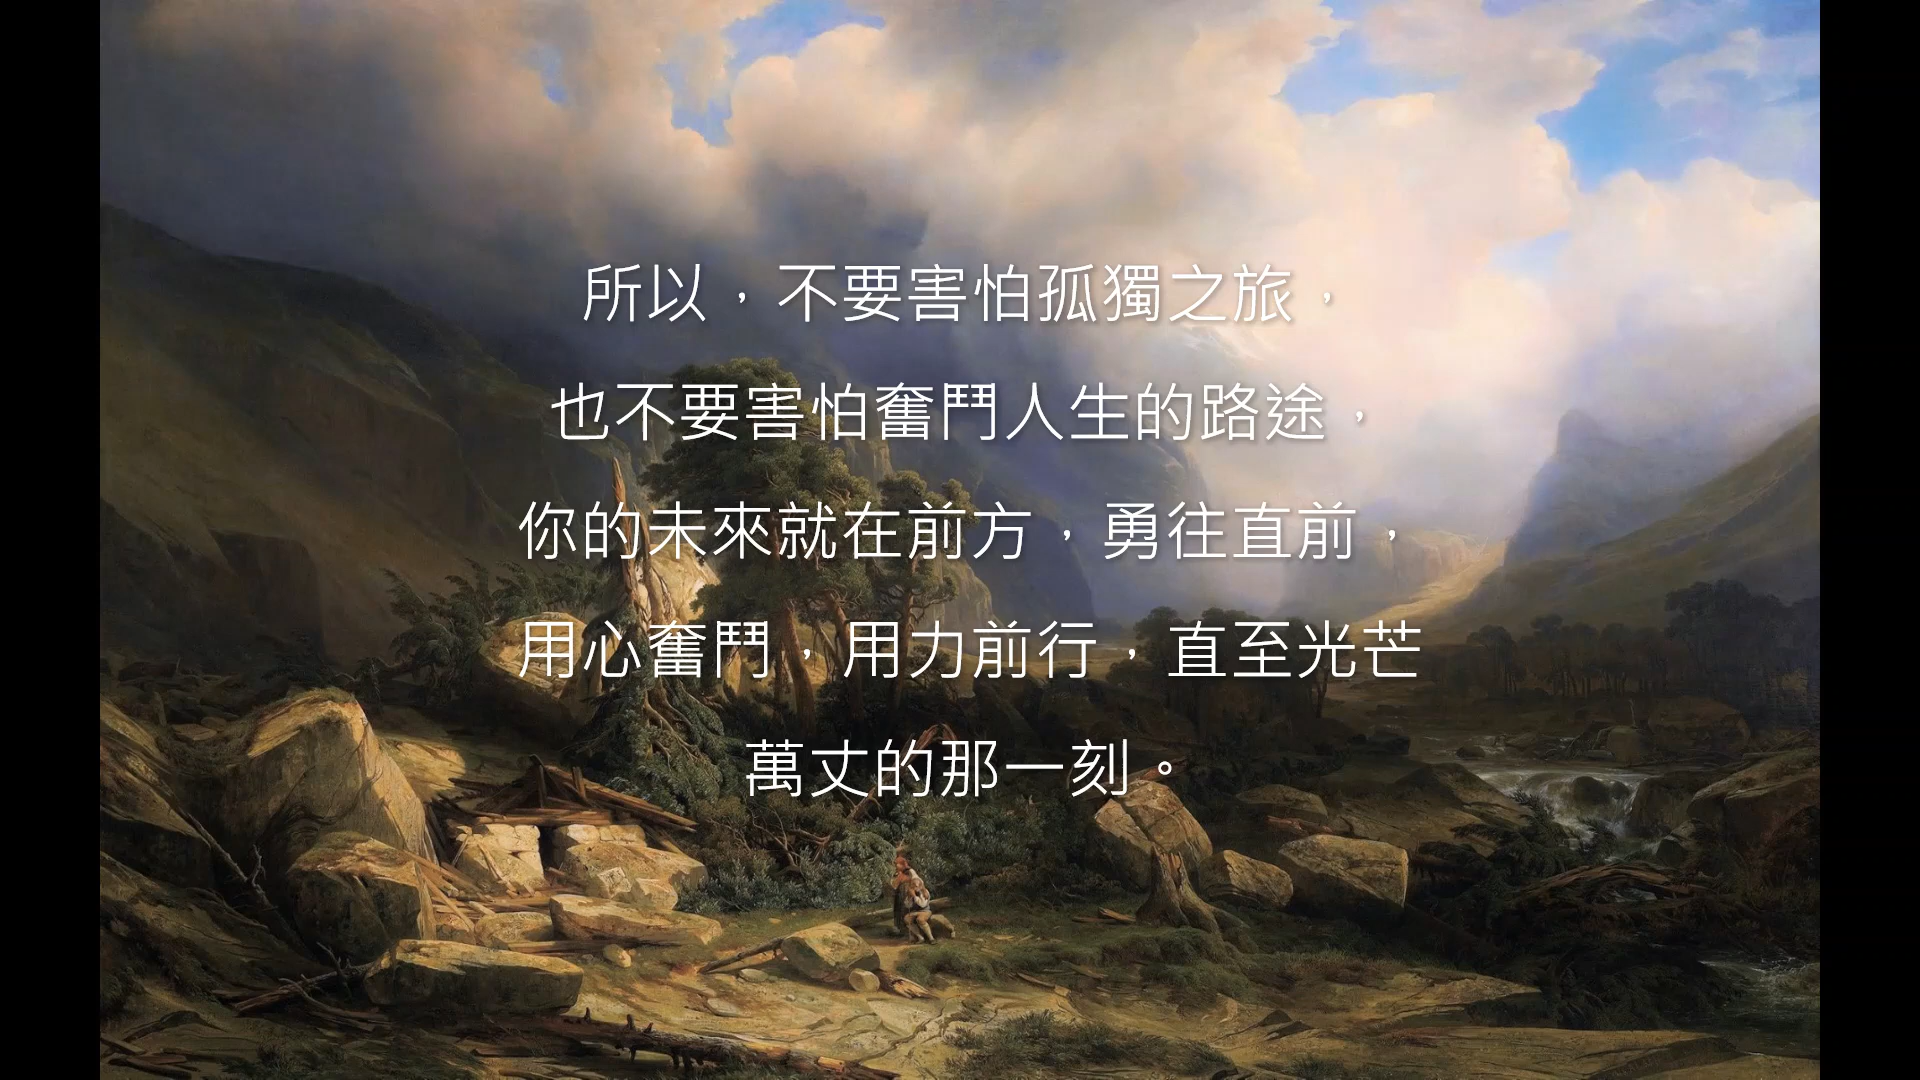 所以，不要害怕孤獨之旅，
也不要害怕奮鬥人生的路途，
你的未來就在前方，勇往直前，
用心奮鬥，用力前行，直至光芒
萬丈的那一刻。